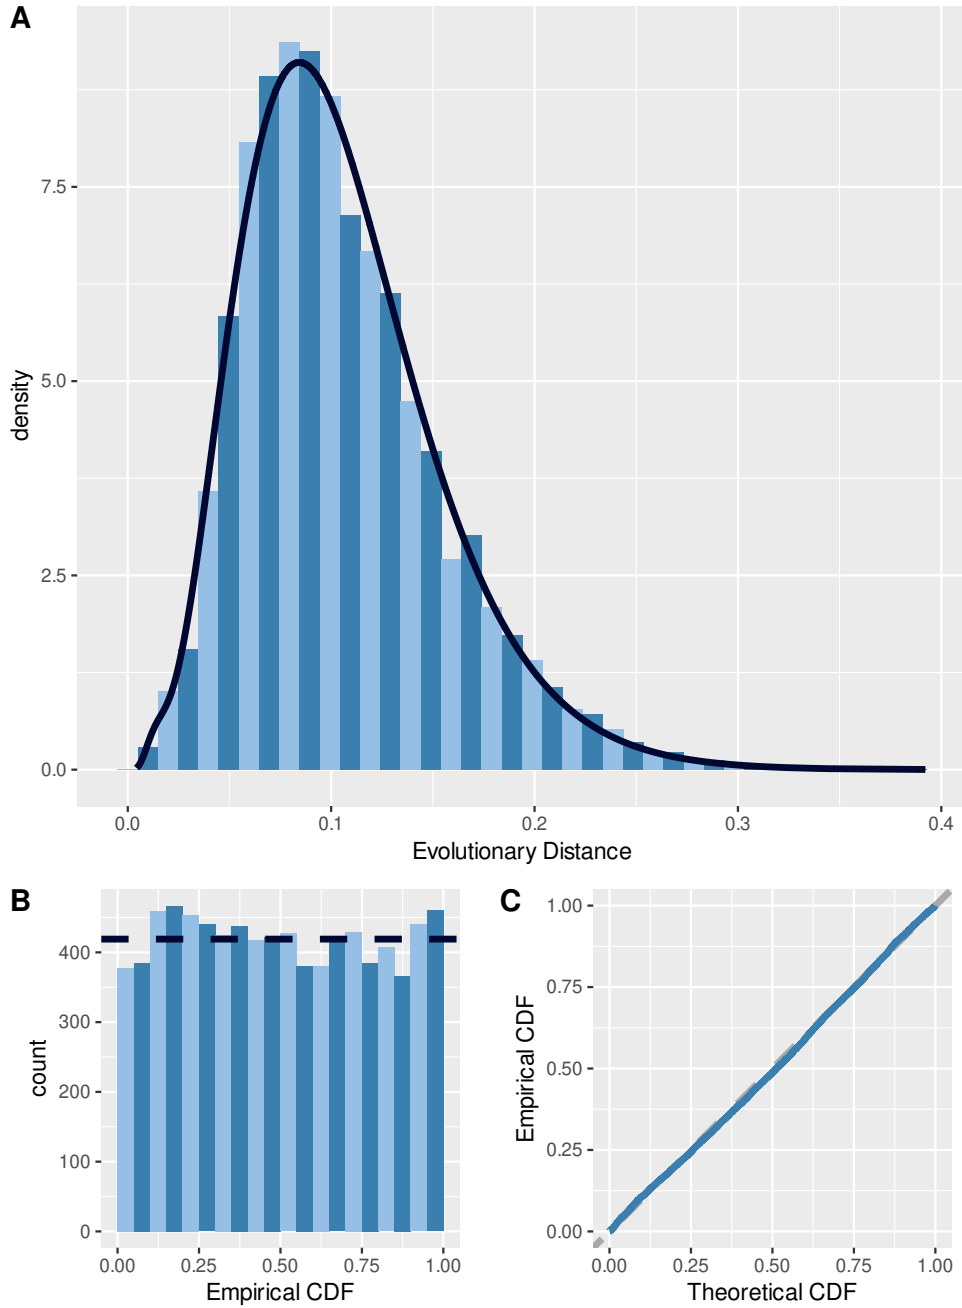 A
density
7.5
5.0
2.5
0.0
0.0 0.1 0.2 0.3 0.4
Evolutionary Distance
B
count
400
300
200
100
0
0.00 0.25 0.50 0.75 1.00
Empirical CDF
C
Empirical CDF
1.00
0.75
0.50
0.25
0.00
0.00 0.25 0.50 0.75 1.00
Theoretical CDF